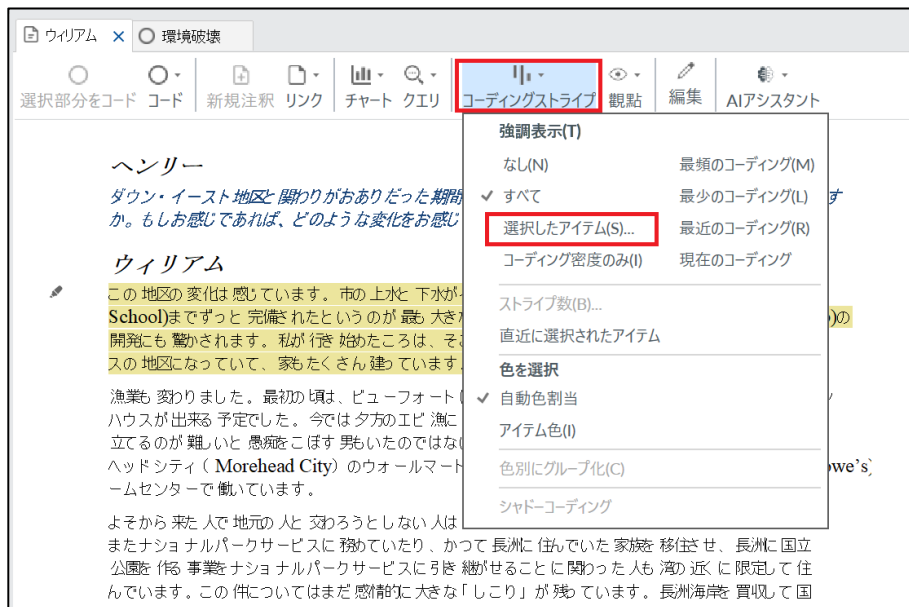 ウィリアム
環境破壊
選択部分をコード コード 新規注釈 リンク チャート クエリ コーディングストライプ 観點 編集 AIアシスタント
強調表示(T)
なし(N) 最頻のコーディング(M)
すべて 最少のコーディング(L)
選択したアイテム(S)... 最近のコーディング(R)
コーディング密度のみ(I) 現在のコーディング
ストライプ数(B)...
直近に選択されたアイテム
色を選択
自動色割当
アイテム色(I)
色別にグループ化(C)
シャドーコーディング
ヘンリー
ダウン・イースト地区と関わりがおありだった期間 す
か。もしお感じであれば、どのような変化をお感じ
ウィリアム
この地区の変化は感じています。市の上水と下水が
School)までずっと完備されたというのが最も大き )の
開発にも驚かされます。私が行き始めたころは、そ
スの地区になっていて、家もたくさん建っています。
漁業も変わりました。最初の頃は、ビューフォート
ハウスが出来る予定でした。今では夕方のエビ漁に
立てるのが難しいと愚痴をこぼす男もいたのではな
ヘッドシティ( Morehead City) のウォールマート owe's
ームセンターで働いています。
よそから来た人で地元の人と交わろうとしない人は
またナショナルパークサービスに務めていたり、かつて長洲に住んでいた家族を移住させ、長洲に国立
公園を作る事業をナショナルパークサービスに引き継がせることに関わった人も湾の近くに限定して住
んでいます。この件についてはまだ感情的に大きな「しこり」が残っています。長洲海岸を買収して国